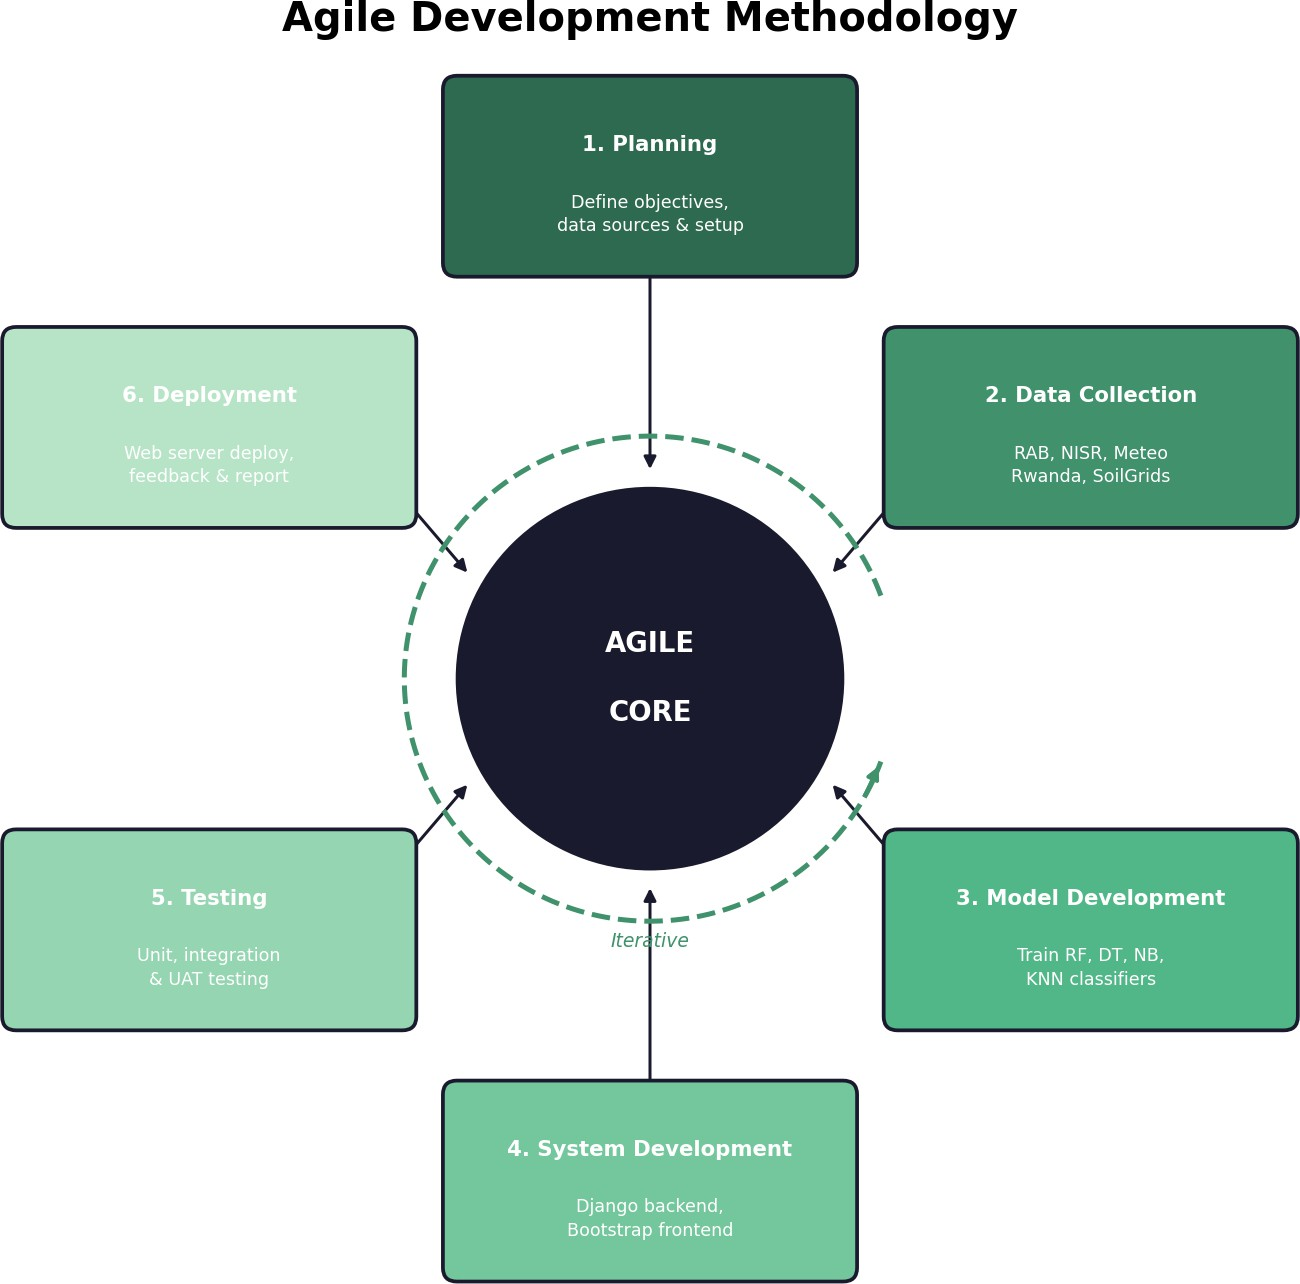 Agile Development Methodology
1. Planning
Define objectives,
data sources & setup
6. Deployment
Web server deploy,
feedback & report
2. Data Collection
RAB, NISR, Meteo
Rwanda, SoilGrids
AGILE
CORE
5. Testing
Unit, integration
& UAT testing
Iterative
3. Model Development
Train RF, DT, NB,
KNN classifiers
4. System Development
Django backend,
Bootstrap frontend